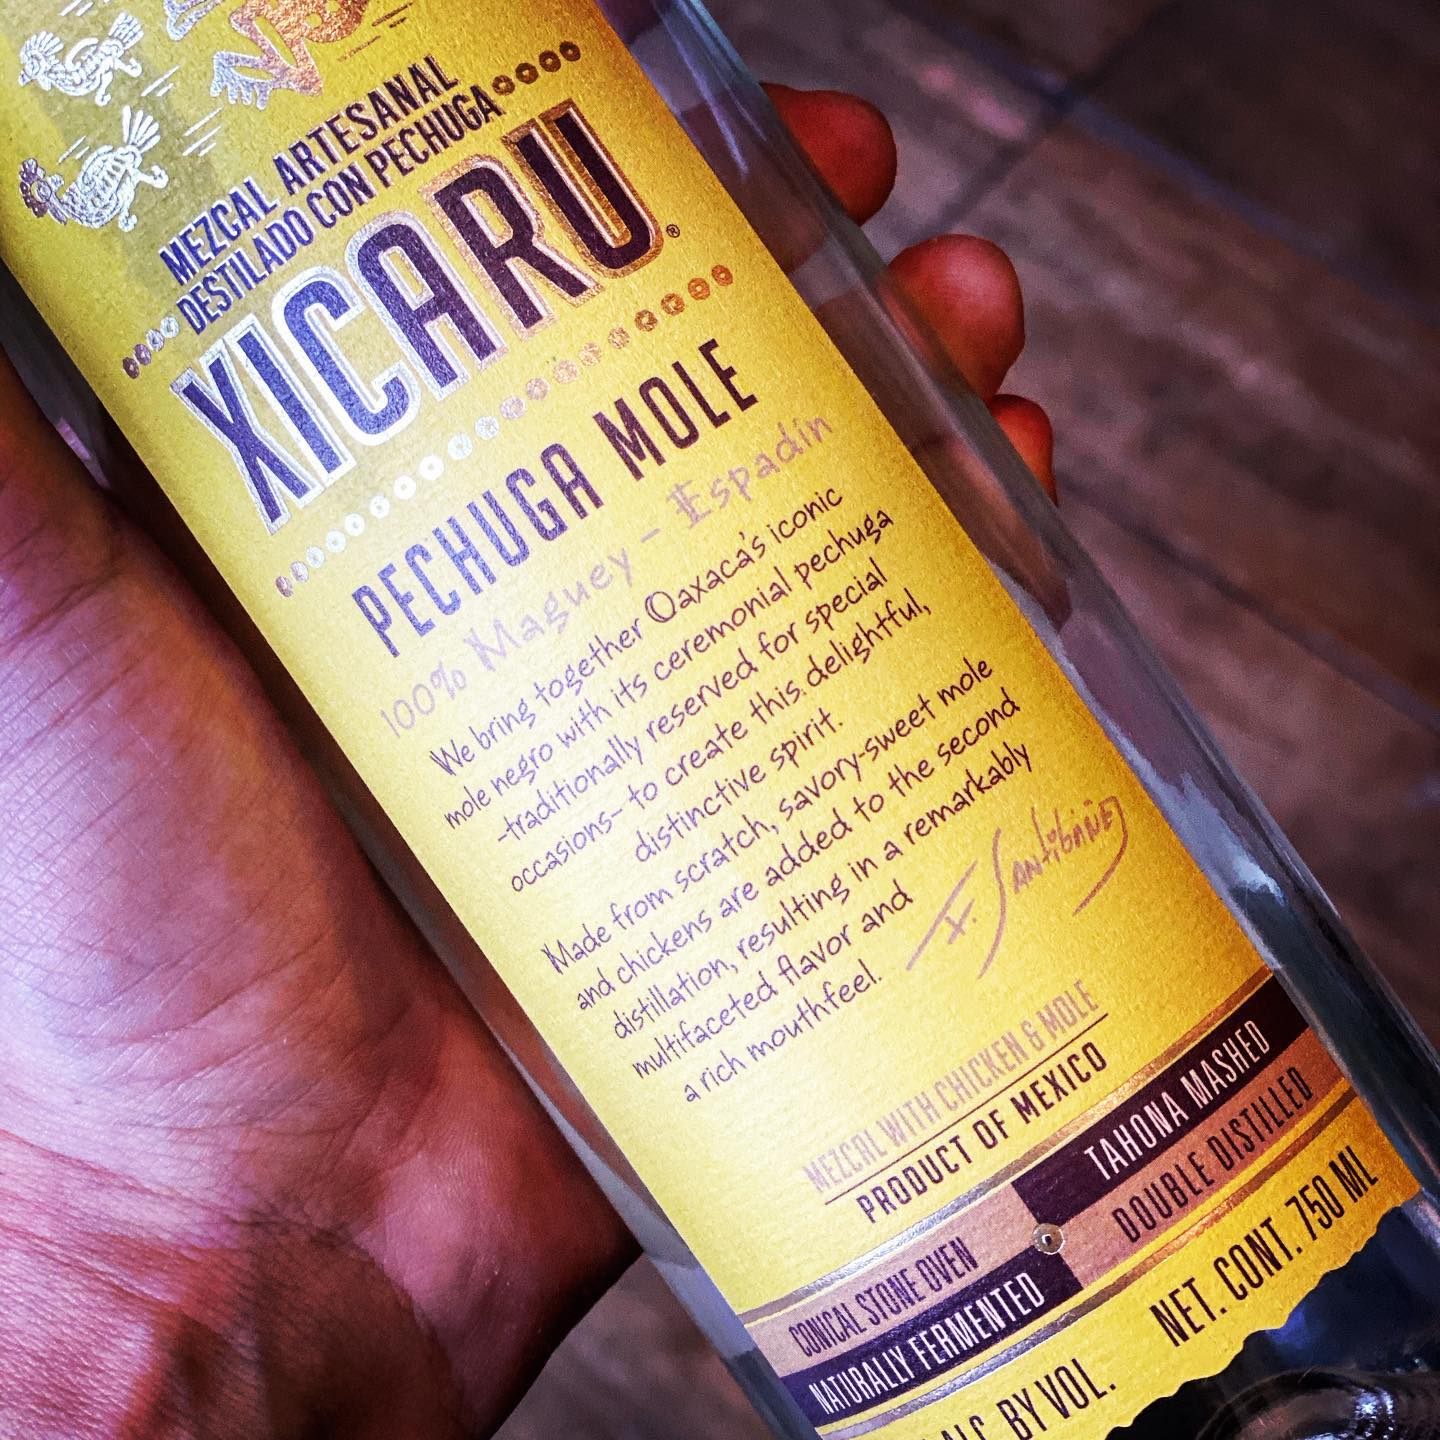 MEZCAL ARTESANAL
DESTILADO CON PECHUGA
XICARU®
PECHUGA MOLE
100% Maguey - Espadín
We bring together Oaxaca's iconic
mole negro with its ceremonial pechuga
-traditionally reserved for special
occasions- to create this delightful,
distinctive spirit.
Made from scratch, savory-sweet mole
and chickens are added to the second
distillation, resulting in a remarkably
multifaceted flavor and
a rich mouthfeel.
F. Santibañez
MEZCAL WITH CHICKEN & MOLE
PRODUCT OF MEXICO
CONICAL STONE OVEN
TAHONA MASHED
NATURALLY FERMENTED
DOUBLE DISTILLED
ALC. BY VOL.
NET. CONT. 750 ML